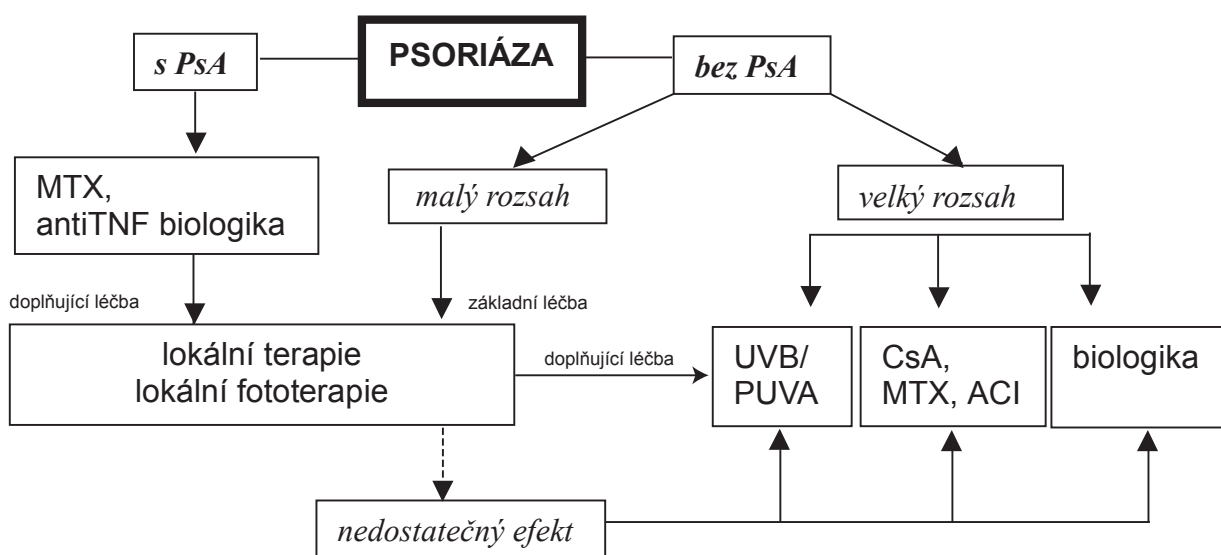 s PsA
PSORIÁZA
bez PsA
MTX,
antiTNF biologika
malý rozsah
velký rozsah
doplňující léčba
základní léčba
lokální terapie
lokální fototerapie
doplňující léčba
UVB/
PUVA
CsA,
MTX, ACI
biologika
nedostatečný efekt